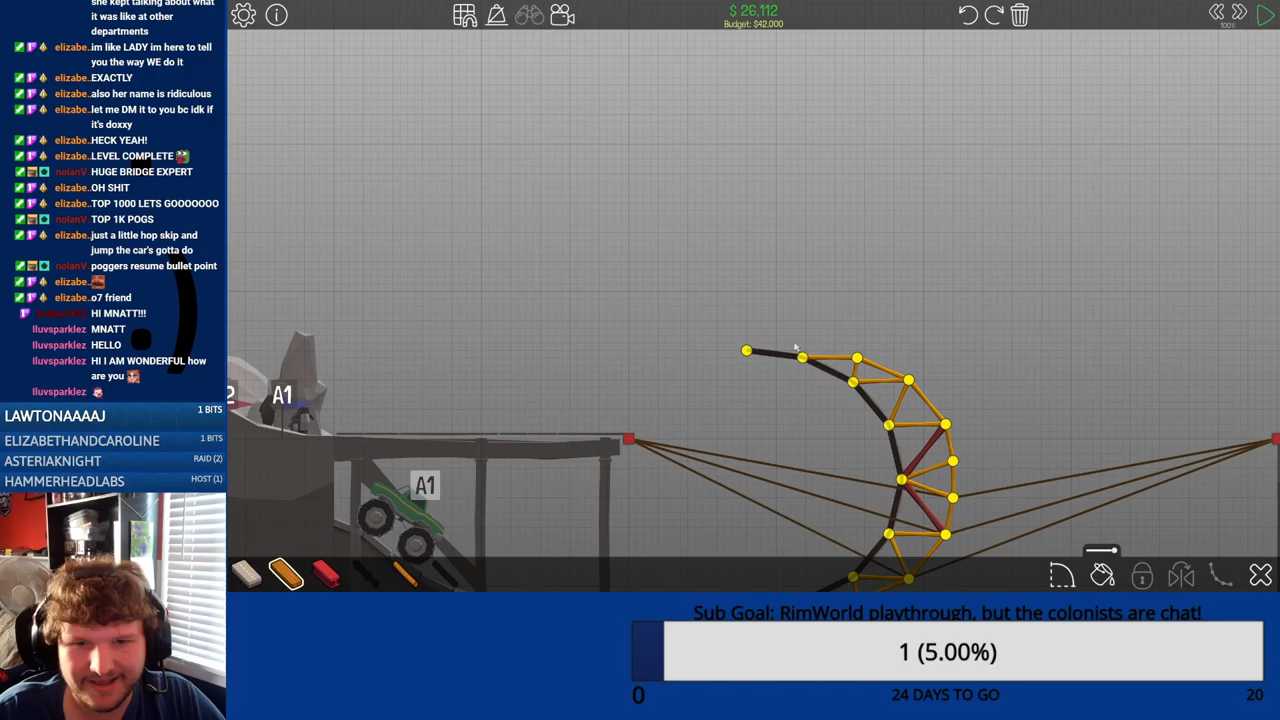 she kept talking about what
it was like at other
departments
elizabe.. im like LADY im here to tell
you the way WE do it
elizabe.. EXACTLY
elizabe.. also her name is ridiculous
elizabe.. let me DM it to you bc idk if
it's doxxy
elizabe.. HECK YEAH!
elizabe.. LEVEL COMPLETE
nolanV. HUGE BRIDGE EXPERT
elizabe.. OH SHIT
elizabe.. TOP 1000 LETS GOOOOOOO
nolanV. TOP 1K POGS
elizabe.. just a little hop skip and
jump the car's gotta do
nolanV. poggers resume bullet point
elizabe..
elizabe.. o7 friend
HI MNATT!!!
Iluvsparklez MNATT
Iluvsparklez HELLO
Iluvsparklez HI I AM WONDERFUL how
are you
Iluvsparklez
LAWTONAAAAJ 1 BITS
ELIZABETHANDCAROLINE 1 BITS
ASTERIAKNIGHT RAID (2)
HAMMERHEADLABS HOST (1)
$ 26,112
Budget: $42,000
100%
2
A1
A1
Sub Goal: RimWorld playthrough, but the colonists are chat!
1 (5.00%)
0
24 DAYS TO GO
20